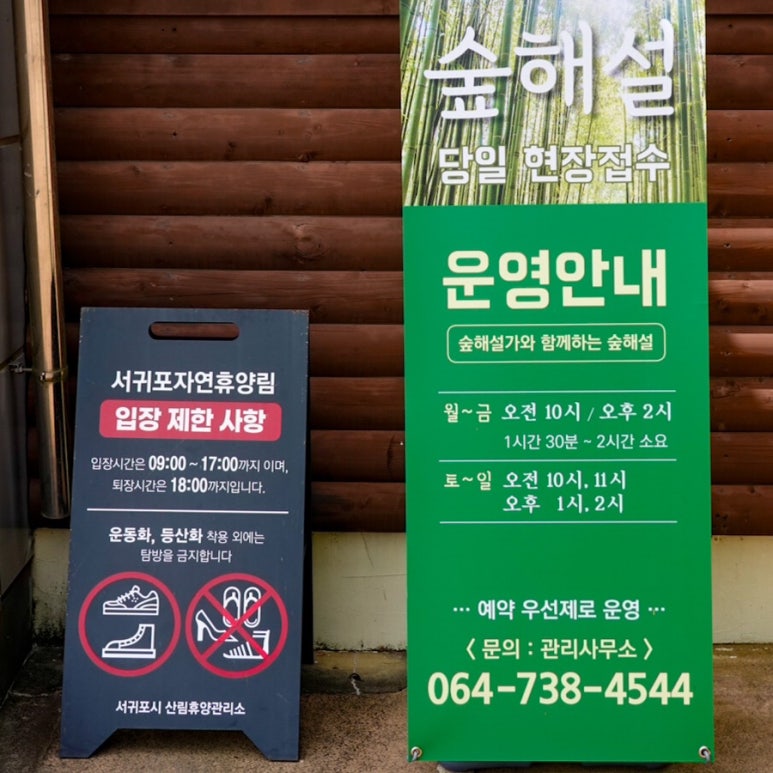 서귀포자연휴양림
입장 제한 사항
입장시간은 09:00 ~ 17:00까지 이며,
퇴장시간은 18:00까지입니다.
운동화, 등산화 착용 외에는
탐방을 금지합니다
서귀포시 산림휴양관리소
숲해설
당일 현장접수
운영안내
숲해설가와 함께하는 숲해설
월~금 오전 10시 / 오후 2시
1시간 30분 ~ 2시간 소요
토~일 오전 10시, 11시
오후 1시, 2시
··· 예약 우선제로 운영 ···
< 문의 : 관리사무소 >
064-738-4544